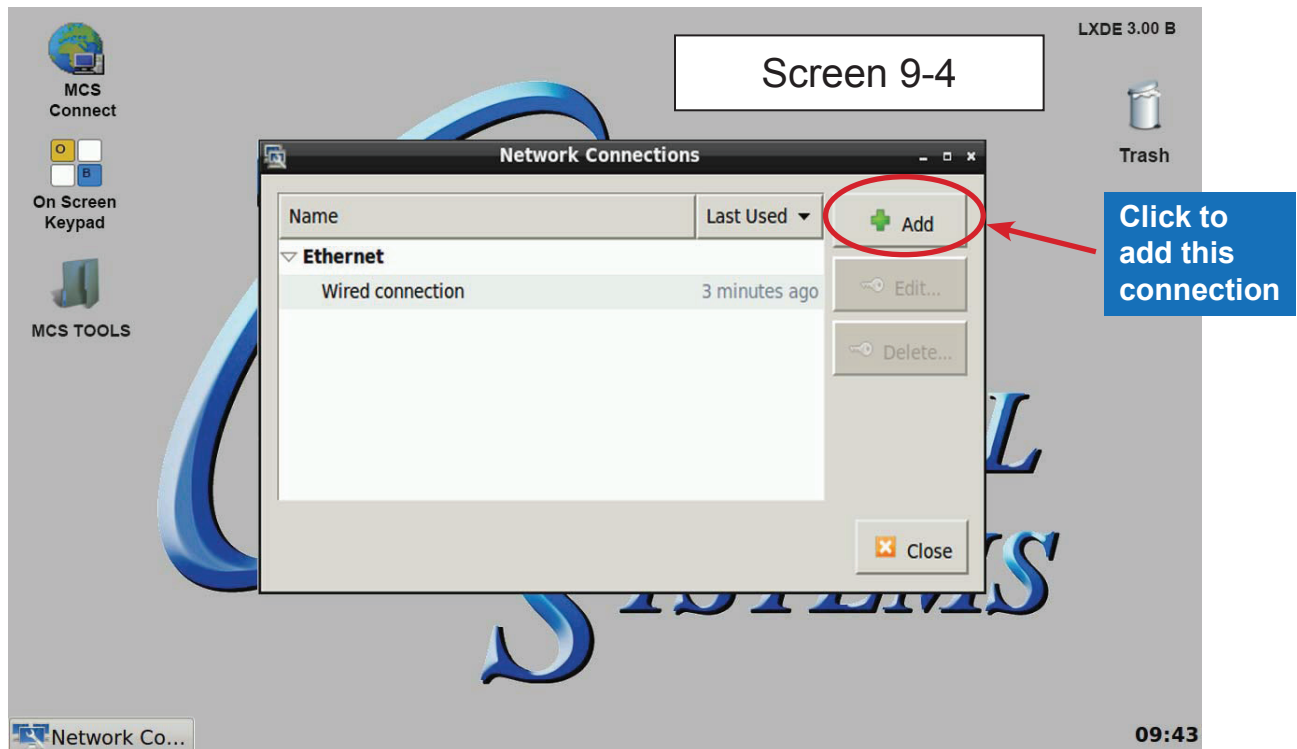 LXDE 3.00 B
Screen 9-4
MCS
Connect
O
B
On Screen
Keypad
MCS TOOLS
Trash
Network Connections
Name
Last Used
Add
Ethernet
Wired connection
3 minutes ago
Edit...
Delete...
Close
Click to
add this
connection
L
SYSTEMS
Network Co...
09:43